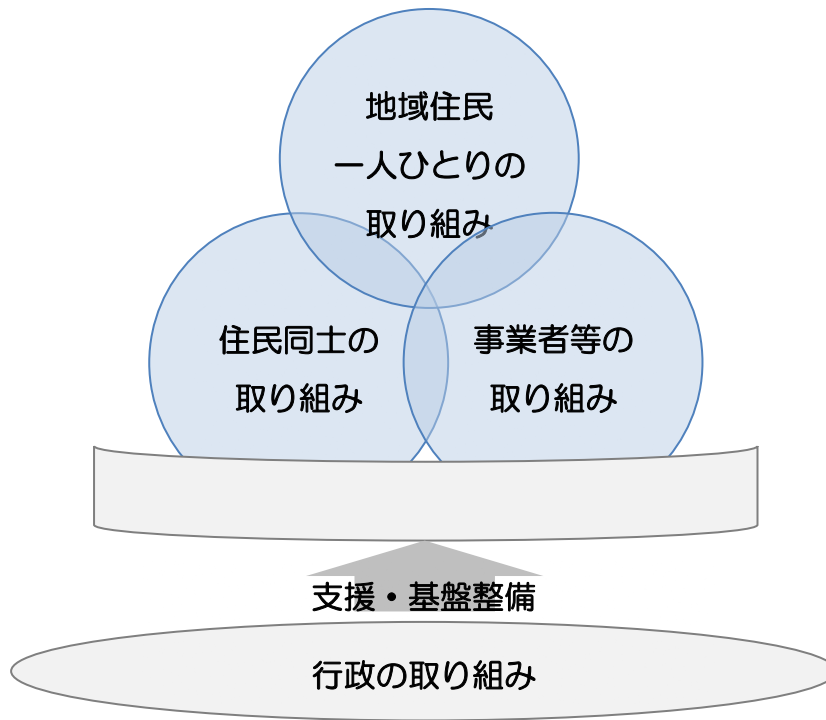 地域住民
一人ひとりの
取り組み
住民同士の
取り組み
事業者等の
取り組み
支援・基盤整備
行政の取り組み